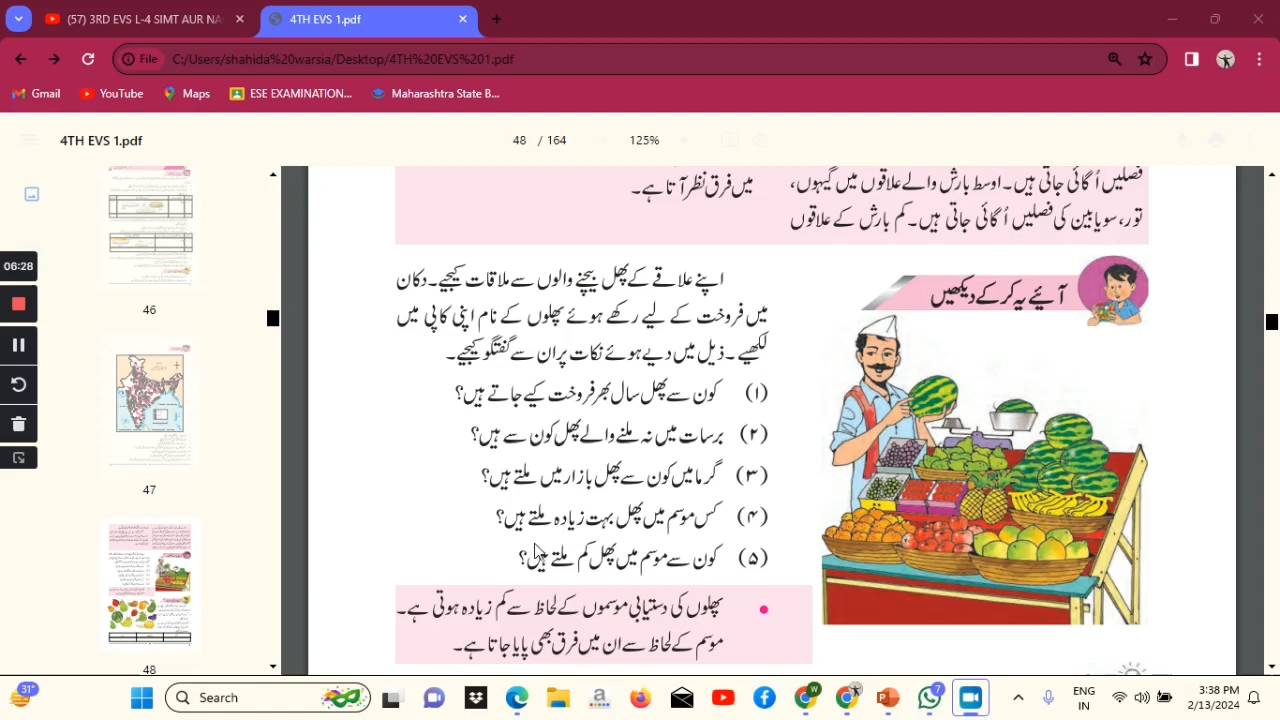 (57) 3RD EVS L-4 SIMT AUR NA
4TH EVS 1.pdf
File C:/Users/shahida%20warsia/Desktop/4TH%20EVS%201.pdf
Gmail YouTube Maps ESE EXAMINATION... Maharashtra State B...
4TH EVS 1.pdf 48 / 164 125%
06:28
46
47
48
فصلیں اُگائی جاتی ہیں۔ اوسط بارش والے علاقوں میں گیہوں،
تور، سویابین کی فصلیں اُگائی جاتی ہیں۔ کم بارش کے علاقوں
میں فرق نظر آتا ہے۔
آئیے یہ کر کے دیکھیں
اپنے علاقے کے پھل بیچنے والوں سے ملاقات کیجیے۔ دکان
میں فروخت کے لیے رکھے ہوئے پھلوں کے نام اپنی کاپی میں
لکھیے۔ ذیل میں دیے ہوئے نکات پر ان سے گفتگو کیجیے۔
(۱) کون سے پھل سال بھر فروخت کیے جاتے ہیں؟
(۲) برسات میں نہ ملنے والے پھل کون سے ہیں؟
(۳) گرما میں کون سے پھل بازار میں ملتے ہیں؟
(۴) کس موسم میں پھل بہت زیادہ ملتے ہیں؟
(۵) کون سے موسم میں پھل ہیں؟
• پھلوں کی دستیابی موسموں کے لحاظ سے کم زیادہ ہوتی ہے۔
موسم کے لحاظ سے ان میں فرق بھی پایا جاتا ہے۔
31°
Search
W
7
ENG
IN
3:38 PM
2/13/2024